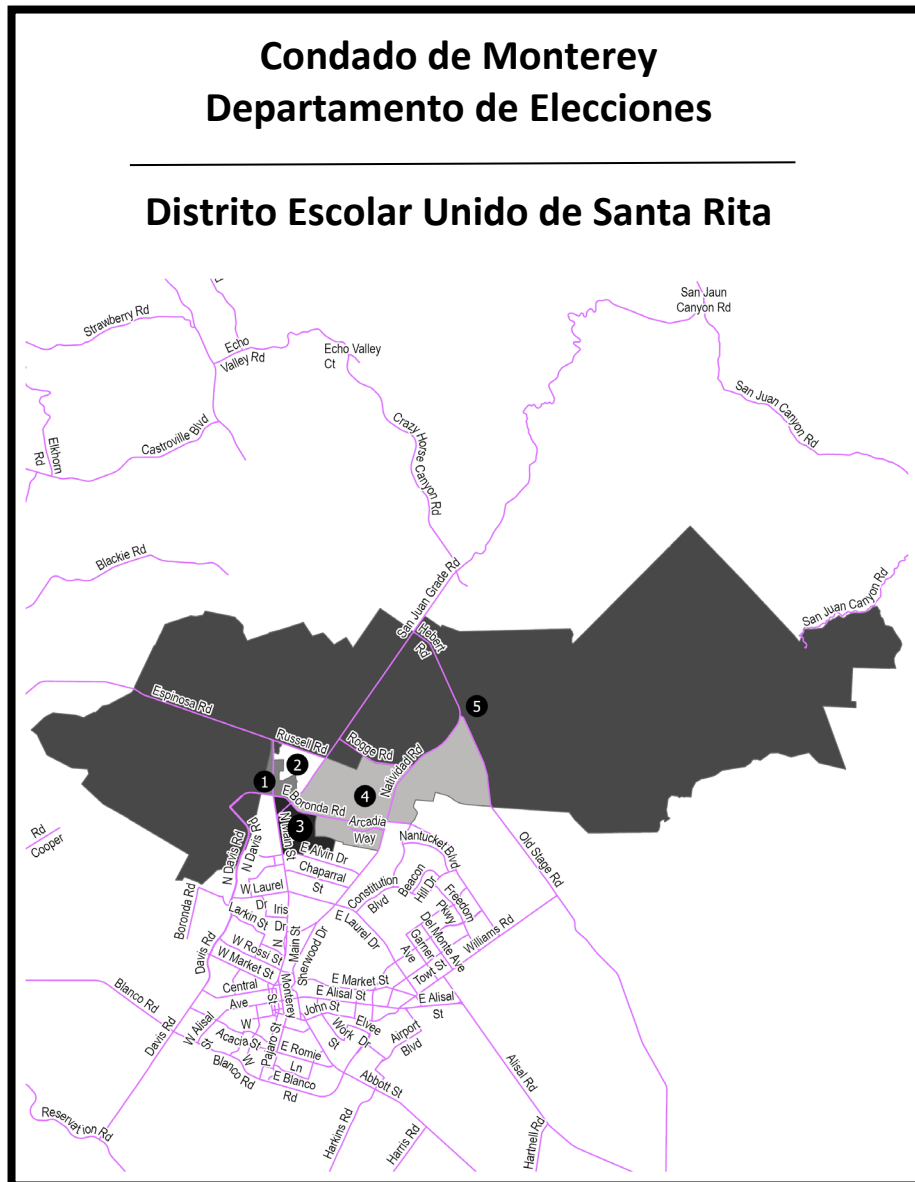 Condado de Monterey
Departamento de Elecciones
Distrito Escolar Unido de Santa Rita
San Jaun
Canyon Rd
Strawberry Rd
Echo
Valley Rd
Echo Valley
Ct
San Juan Canyon Rd
Crazy Horse Canyon Rd
Castroville Blvd
Elkhorn
Rd
Blackie Rd
San Juan Grade Rd
San Juan Canyon Rd
Hebert
Rd
Espinosa Rd
5
Russell Rd
Rogge Rd
2
Natividad Rd
1
4
E Boronda Rd
3
Arcadia
Way
Rd
Cooper
N Davis Rd
N Davis Rd
N Main St
E Alvin Dr
Nantucket Blvd
Old Stage Rd
Chaparral
St
Boronda Rd
W Laurel
Dr
Constitution
Blvd
Beacon
Hill Dr
Freedom
Pkwy
Larkin St
Iris
Dr
E Laurel Dr
Del Monte Ave
Garner
Ave
Williams Rd
N
Main St
Sherwood Dr
Davis Rd
W Rossi St
W Market St
Towt St
E Market St
Central
Ave
St
Monterey
E Alisal St
E Alisal
St
Blanco Rd
John St
Elvee
Dr
Work
St
Airport
Blvd
W Alisal
St
W
Acacia St
W
Pajaro St
E Romie
Ln
Davis Rd
Blanco Rd
E Blanco
Rd
Abbott St
Alisal Rd
Reservation Rd
Harkins Rd
Harris Rd
Hartnell Rd